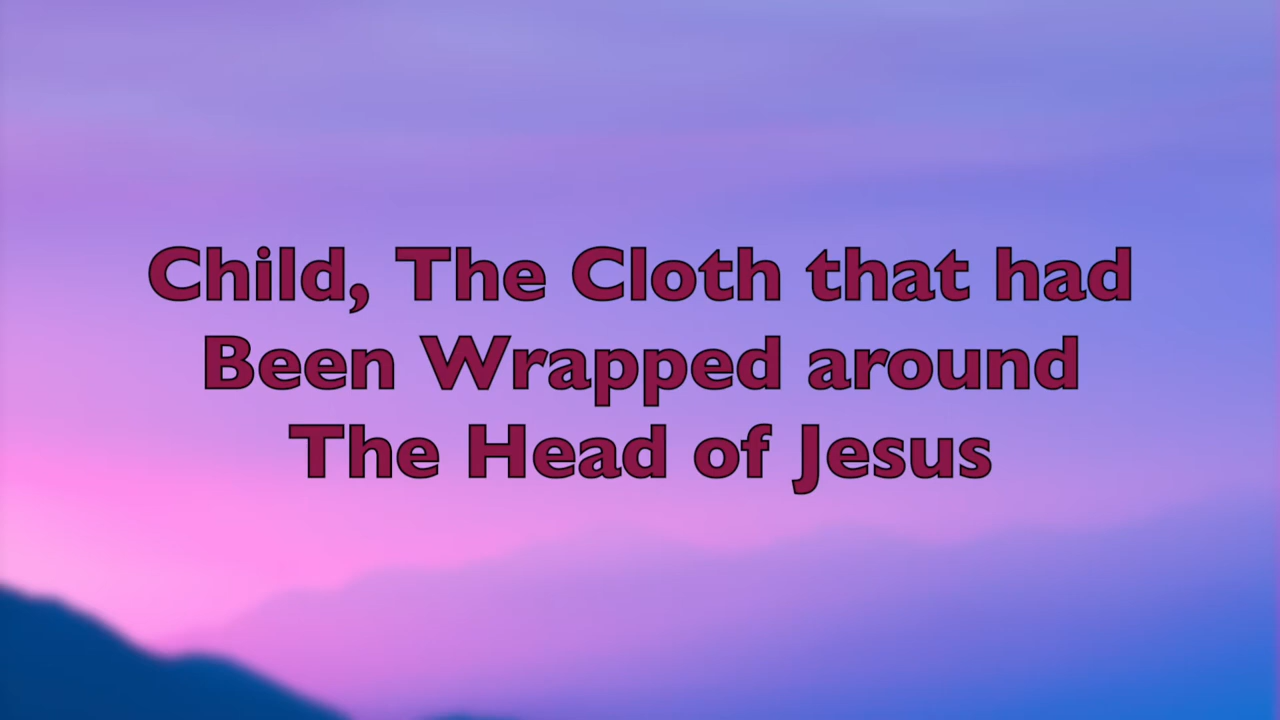 Child, The Cloth that had
Been Wrapped around
The Head of Jesus